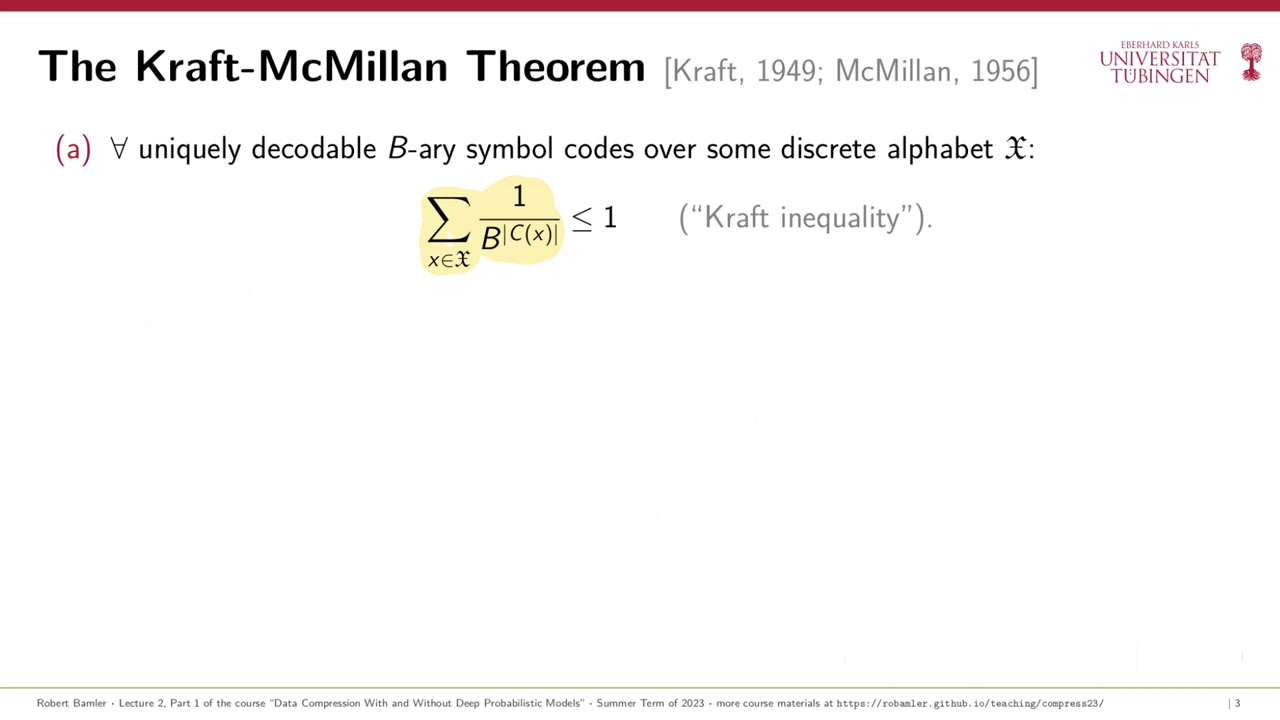 The Kraft-McMillan Theorem [Kraft, 1949; McMillan, 1956]
EBERHARD KARLS
UNIVERSITÄT
TÜBINGEN
(a) ∀ uniquely decodable B-ary symbol codes over some discrete alphabet 𝔛:
∑_{x∈𝔛} 1/B^{|C(x)|} ≤ 1 (“Kraft inequality”).
Robert Bamler · Lecture 2, Part 1 of the course “Data Compression With and Without Deep Probabilistic Models” · Summer Term of 2023 · more course materials at https://robamler.github.io/teaching/compress23/ | 3